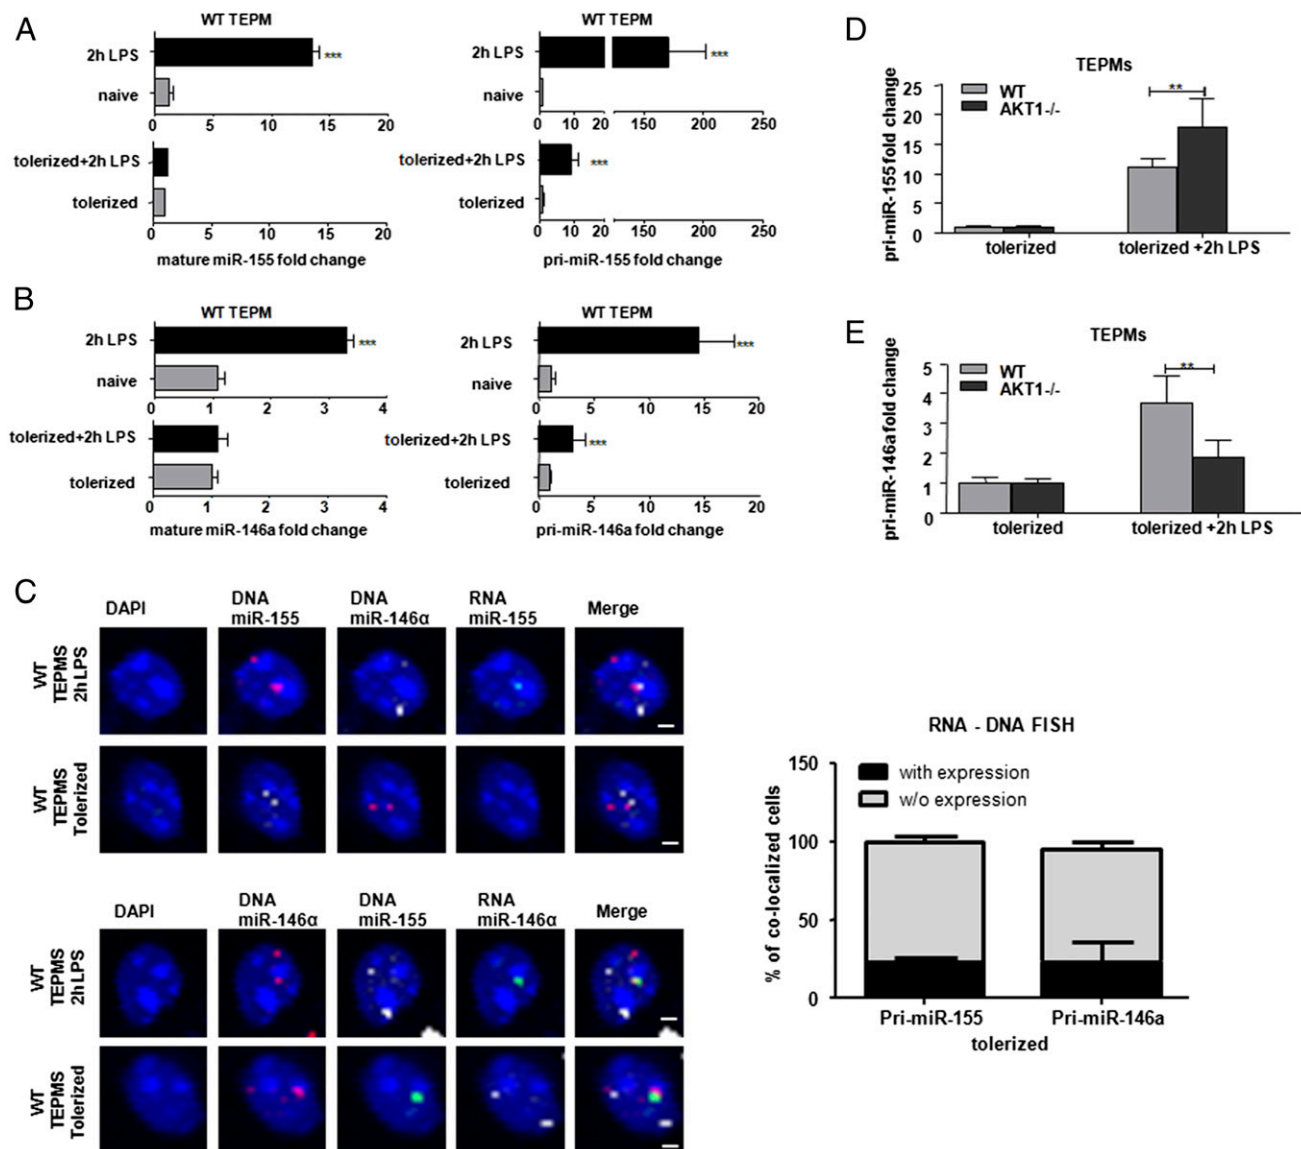 A
WT TEPM
2h LPS
***
naive
0 5 10 15 20
tolerized+2h LPS
tolerized
0 5 10 15 20
mature miR-155 fold change
WT TEPM
2h LPS
***
naive
0 10 20 150 200 250
tolerized+2h LPS
***
tolerized
0 10 20 150 200 250
pri-miR-155 fold change
B
WT TEPM
2h LPS
***
naive
0 1 2 3 4
tolerized+2h LPS
tolerized
0 1 2 3 4
mature miR-146a fold change
WT TEPM
2h LPS
***
naive
0 5 10 15 20
tolerized+2h LPS
***
tolerized
0 5 10 15 20
pri-miR-146a fold change
C
DAPI
DNA
miR-155
DNA
miR-146α
RNA
miR-155
Merge
WT
TEPMS
2h LPS
WT
TEPMS
Tolerized
DAPI
DNA
miR-146α
DNA
miR-155
RNA
miR-146α
Merge
WT
TEPMS
2h LPS
WT
TEPMS
Tolerized
RNA - DNA FISH
with expression
w/o expression
% of co-localized cells
150
100
50
0
Pri-miR-155 Pri-miR-146a
tolerized
D
TEPMs
WT
AKT1-/-
**
pri-miR-155 fold change
25
20
15
10
5
0
tolerized tolerized +2h LPS
E
TEPMs
WT
AKT1-/-
**
pri-miR-146a fold change
5
4
3
2
1
0
tolerized tolerized +2h LPS